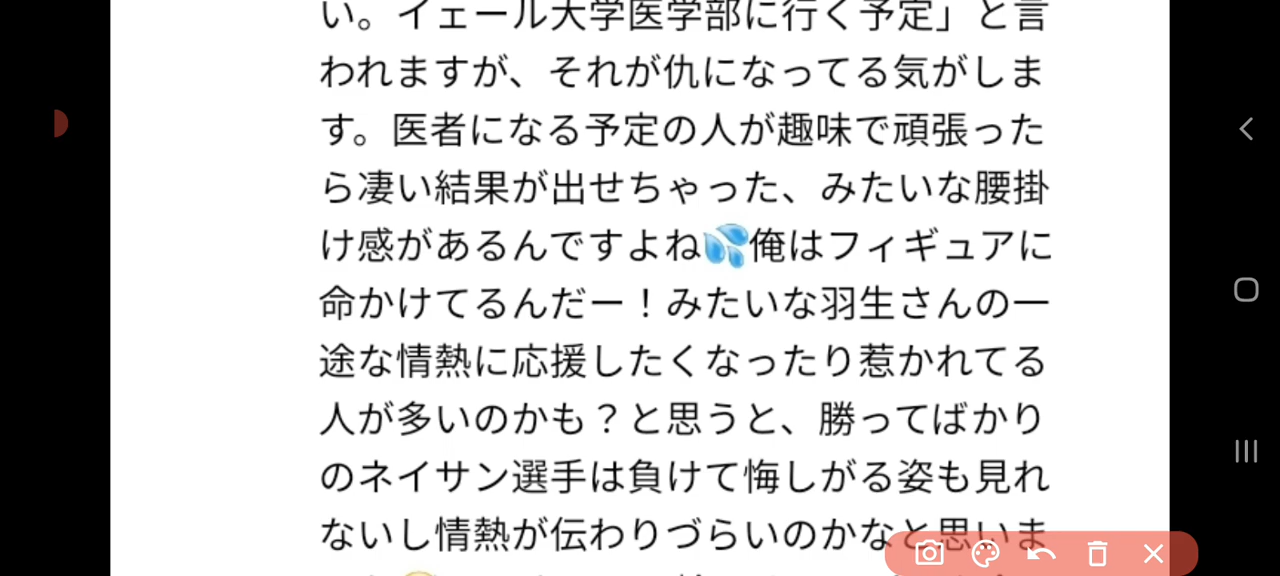 い。イェール大学医学部に行く予定」と言
われますが、それが仇になってる気がしま
す。医者になる予定の人が趣味で頑張った
ら凄い結果が出せちゃった、みたいな腰掛
け感があるんですよね💦俺はフィギュアに
命かけてるんだー！みたいな羽生さんの一
途な情熱に応援したくなったり惹かれてる
人が多いのかも？と思うと、勝ってばかり
のネイサン選手は負けて悔しがる姿も見れ
ないし情熱が伝わりづらいのかなと思いま